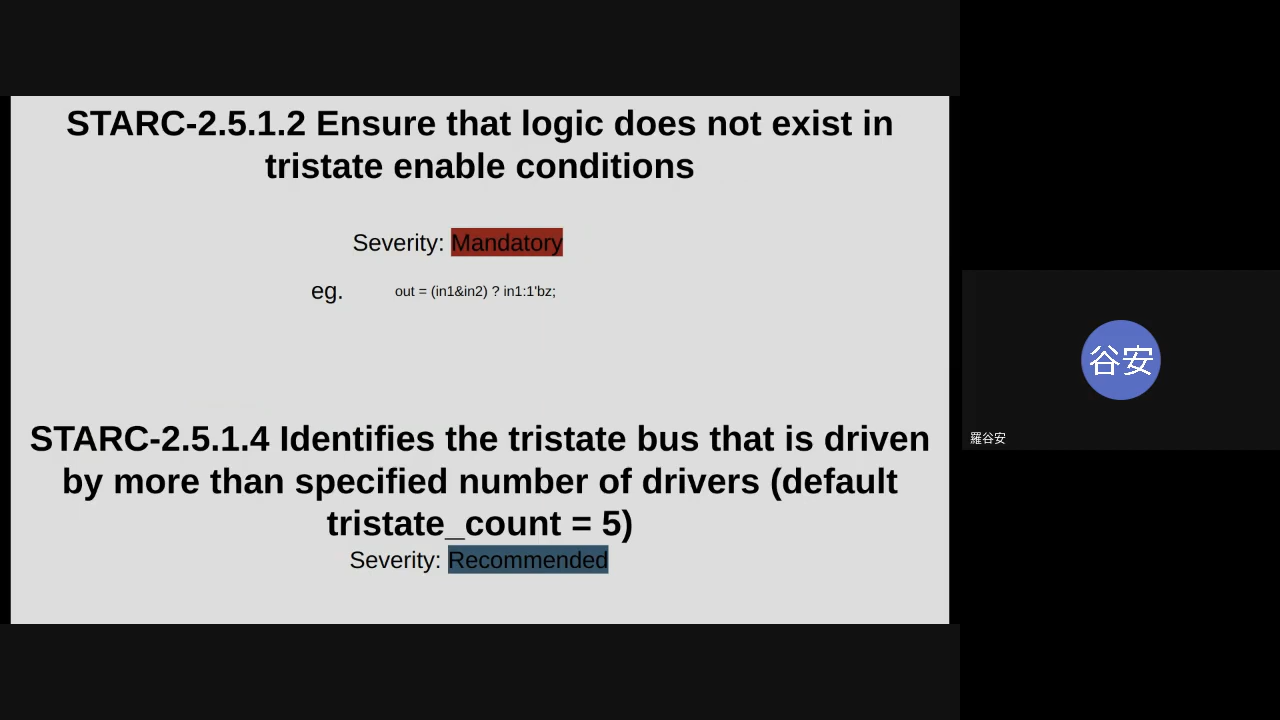 STARC-2.5.1.2 Ensure that logic does not exist in
tristate enable conditions
Severity: Mandatory
eg. out = (in1&in2) ? in1:1'bz;
STARC-2.5.1.4 Identifies the tristate bus that is driven
by more than specified number of drivers (default
tristate_count = 5)
Severity: Recommended
谷安
羅谷安